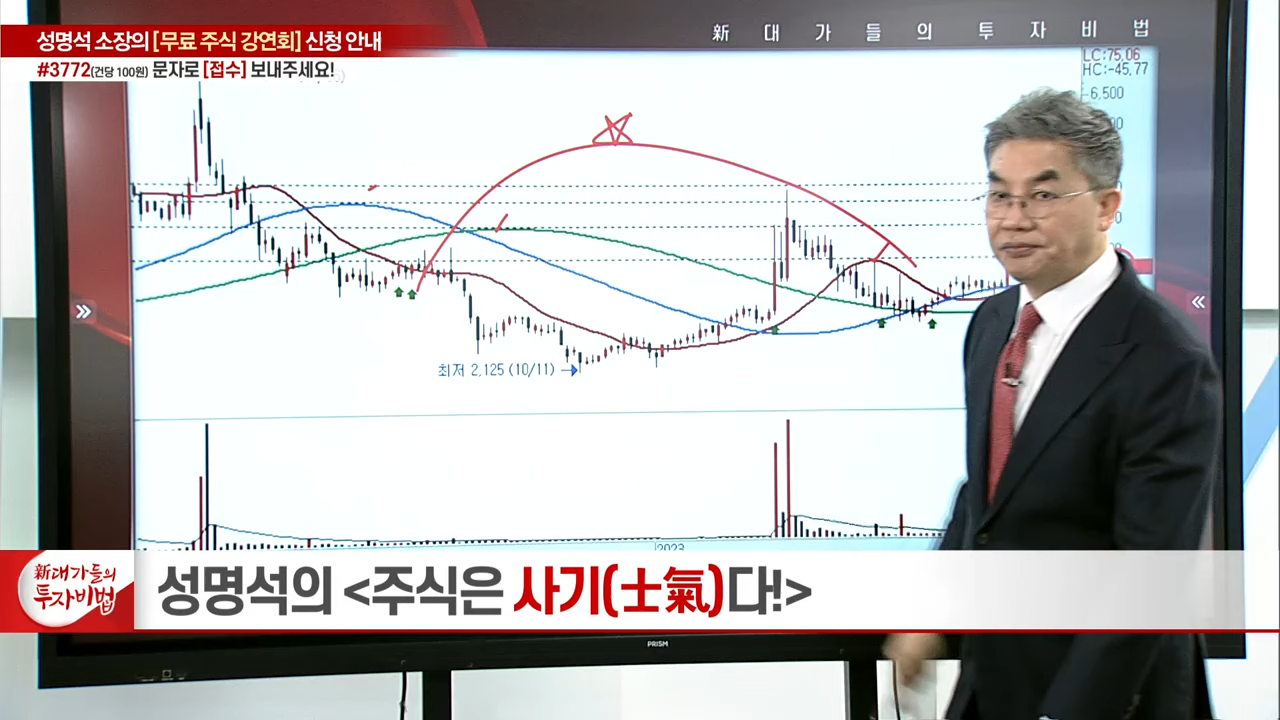 성명석 소장의 [무료 주식 강연회] 신청 안내
#3772(건당 100원) 문자로 [접수] 보내주세요!
新대가들의 투자비법
LC:75.06
HC:-45.77
6,500
최저 2,125 (10/11)
2023
新대가들의
투자비법
성명석의 <주식은 사기(士氣)다!>
PRISM